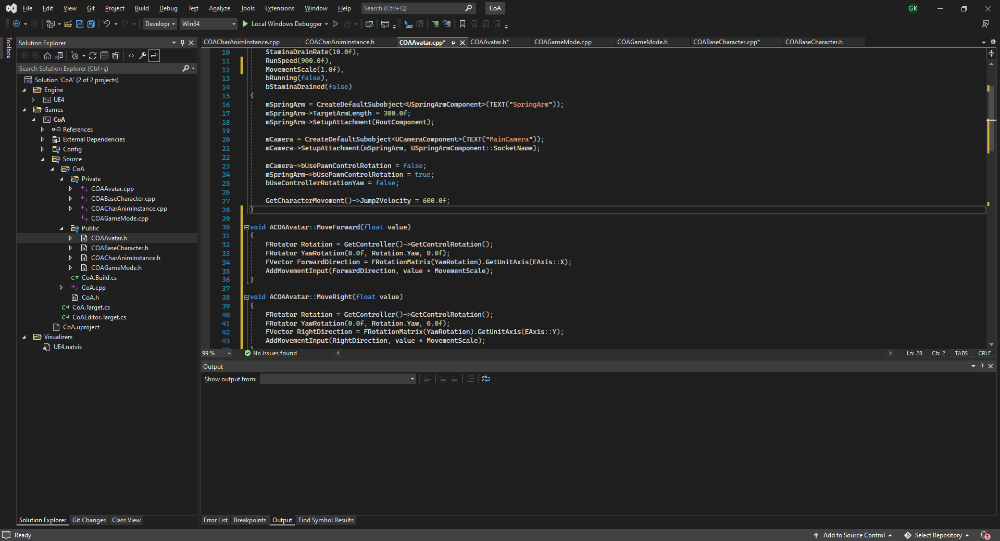 File Edit View Git Project Build Debug Test Analyze Tools Extensions Window Help Search (Ctrl+Q) CoA GK
Win64 Local Windows Debugger
Toolbox
Solution Explorer
Search Solution Explorer (Ctrl+ş)
Solution 'CoA' (2 of 2 projects)
Engine
UE4
Games
CoA
References
External Dependencies
Config
Source
CoA
Private
COAAvatar.cpp
COABaseCharacter.cpp
COACharAnimInstance.cpp
COAGameMode.cpp
Public
COAAvatar.h
COABaseCharacter.h
COACharAnimInstance.h
COAGameMode.h
CoA.Build.cs
CoA.cpp
CoA.h
CoA.Target.cs
CoAEditor.Target.cs
CoA.uproject
Visualizers
UE4.natvis
Solution Explorer Git Changes Class View
COACharAnimInstance.cpp COACharAnimInstance.h COAAvatar.cpp* COAAvatar.h* COAGameMode.cpp COAGameMode.h COABaseCharacter.cpp* COABaseCharacter.h
10 StaminaDrainRate(10.0f),
11 RunSpeed(900.0f),
12 MovementScale(1.0f),
13 bRunning(false),
14 bStaminaDrained(false)
15 {
16 mSpringArm = CreateDefaultSubobject<USpringArmComponent>(TEXT("SpringArm"));
17 mSpringArm->TargetArmLength = 300.0f;
18 mSpringArm->SetupAttachment(RootComponent);
19
20 mCamera = CreateDefaultSubobject<UCameraComponent>(TEXT("MainCamera"));
21 mCamera->SetupAttachment(mSpringArm, USpringArmComponent::SocketName);
22
23 mCamera->bUsePawnControlRotation = false;
24 mSpringArm->bUsePawnControlRotation = true;
25 bUseControllerRotationYaw = false;
26
27 GetCharacterMovement()->JumpZVelocity = 600.0f;
28 }
29
30 void ACOAAvatar::MoveForward(float value)
31 {
32 FRotator Rotation = GetController()->GetControlRotation();
33 FRotator YawRotation(0.0f, Rotation.Yaw, 0.0f);
34 FVector ForwardDirection = FRotationMatrix(YawRotation).GetUnitAxis(EAxis::X);
35 AddMovementInput(ForwardDirection, value * MovementScale);
36 }
37
38 void ACOAAvatar::MoveRight(float value)
39 {
40 FRotator Rotation = GetController()->GetControlRotation();
41 FRotator YawRotation(0.0f, Rotation.Yaw, 0.0f);
42 FVector RightDirection = FRotationMatrix(YawRotation).GetUnitAxis(EAxis::Y);
43 AddMovementInput(RightDirection, value * MovementScale);
99 % No issues found Ln: 28 Ch: 2 TABS CRLF
Output
Show output from:
Error List Breakpoints Output Find Symbol Results
Ready Add to Source Control Select Repository 1